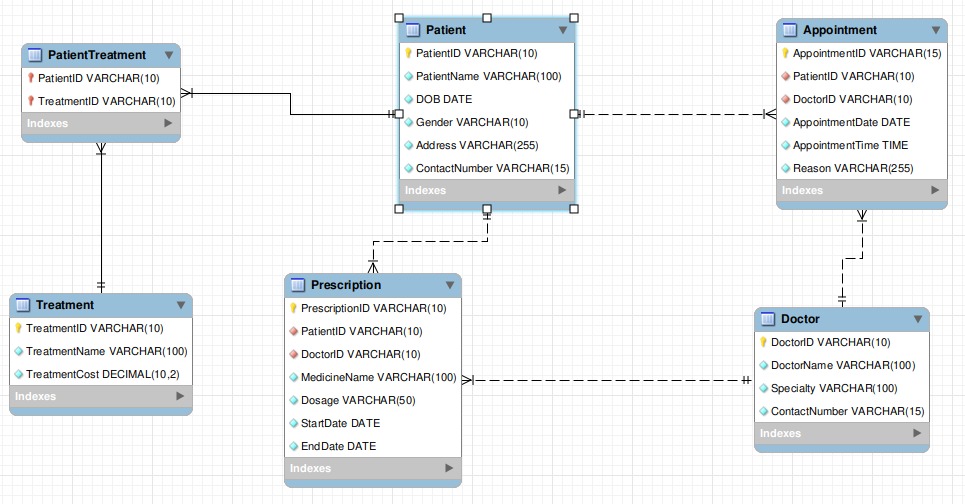 PatientTreatment
PatientID VARCHAR(10)
TreatmentID VARCHAR(10)
Indexes
Patient
PatientID VARCHAR(10)
PatientName VARCHAR(100)
DOB DATE
Gender VARCHAR(10)
Address VARCHAR(255)
ContactNumber VARCHAR(15)
Indexes
Appointment
AppointmentID VARCHAR(15)
PatientID VARCHAR(10)
DoctorID VARCHAR(10)
AppointmentDate DATE
AppointmentTime TIME
Reason VARCHAR(255)
Indexes
Treatment
TreatmentID VARCHAR(10)
TreatmentName VARCHAR(100)
TreatmentCost DECIMAL(10,2)
Indexes
Prescription
PrescriptionID VARCHAR(10)
PatientID VARCHAR(10)
DoctorID VARCHAR(10)
MedicineName VARCHAR(100)
Dosage VARCHAR(50)
StartDate DATE
EndDate DATE
Indexes
Doctor
DoctorID VARCHAR(10)
DoctorName VARCHAR(100)
Specialty VARCHAR(100)
ContactNumber VARCHAR(15)
Indexes